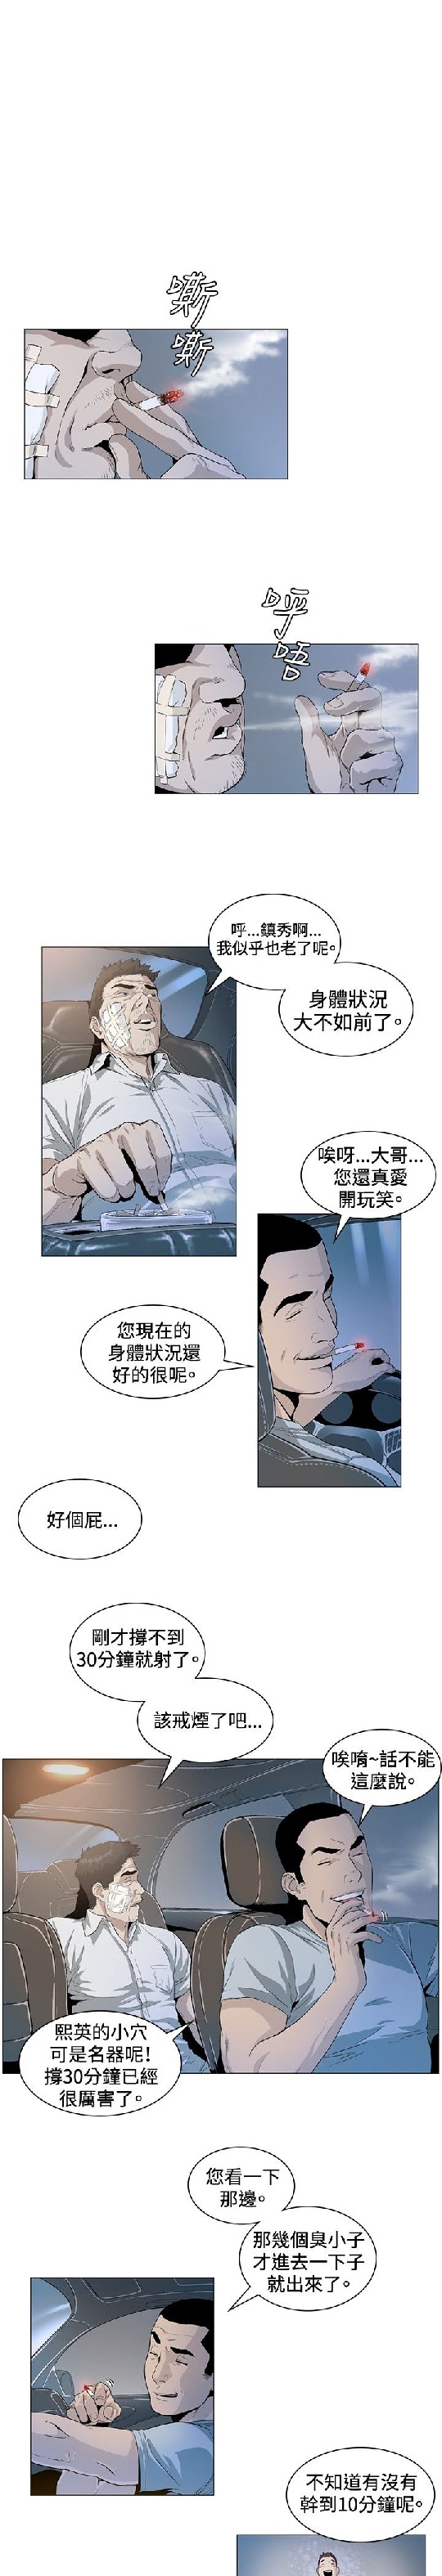 嘶
嘶
呼
唔
呼...鎮秀啊...
我似乎也老了呢。
身體狀況
大不如前了。
唉呀...大哥...
您還真愛
開玩笑。
您現在的
身體狀況還
好的很呢。
好個屁...
剛才撐不到
30分鐘就射了。
該戒煙了吧...
唉唷~話不能
這麼說。
熙英的小穴
可是名器呢!
撐30分鐘已經
很厲害了。
您看一下
那邊。
那幾個臭小子
才進去一下子
就出來了。
不知道有沒有
幹到10分鐘呢。